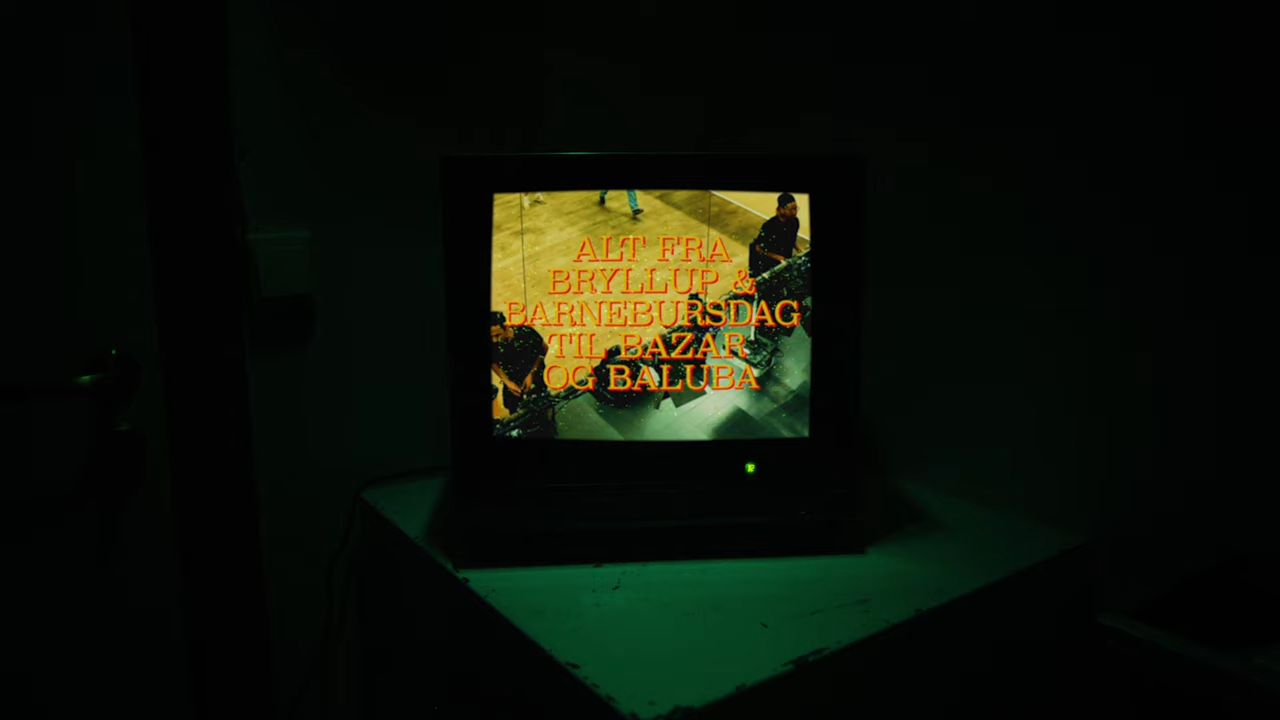 ALT FRA
BRYLLUP &
BARNEBURSDAG
TIL BAZAR
OG BALUBA